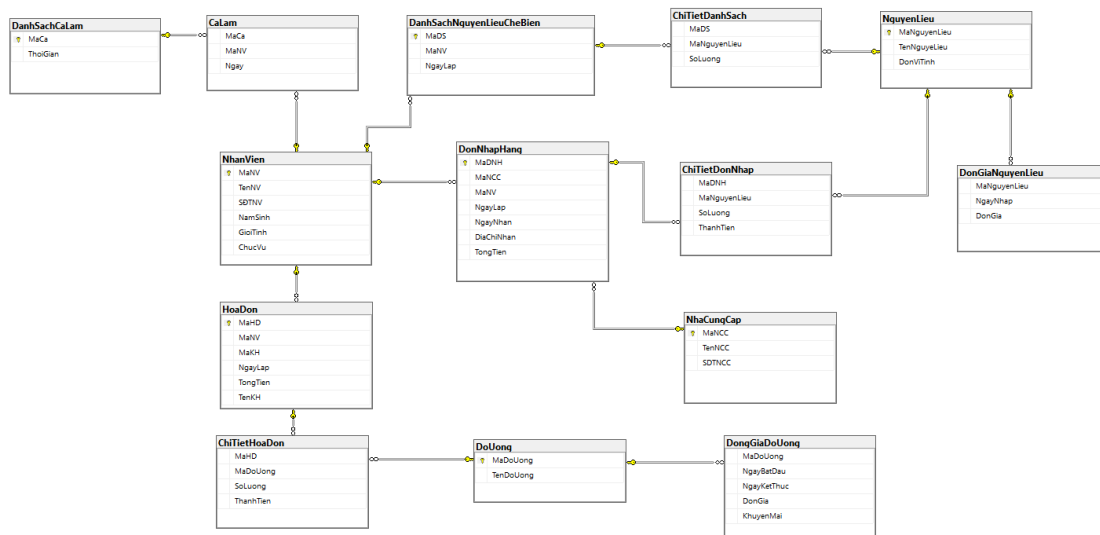 DanhSachCaLam
MaCa
ThoiGian
CaLam
MaCa
MaNV
Ngay
DanhSachNguyenLieuCheBien
MaDS
MaNV
NgayLap
ChiTietDanhSach
MaDS
MaNguyenLieu
SoLuong
NguyenLieu
MaNguyenLieu
TenNguyeLieu
DonViTinh
NhanVien
MaNV
TenNV
SĐTNV
NamSinh
GioiTinh
ChucVu
DonNhapHang
MaDNH
MaNCC
MaNV
NgayLap
NgayNhan
DiaChiNhan
TongTien
ChiTietDonNhap
MaDNH
MaNguyenLieu
SoLuong
ThanhTien
DonGiaNguyenLieu
MaNguyenLieu
NgayNhap
DonGia
HoaDon
MaHD
MaNV
MaKH
NgayLap
TongTien
TenKH
NhaCungCap
MaNCC
TenNCC
SDTNCC
ChiTietHoaDon
MaHD
MaDoUong
SoLuong
ThanhTien
DoUong
MaDoUong
TenDoUong
DongGiaDoUong
MaDoUong
NgayBatDau
NgayKetThuc
DonGia
KhuyenMai